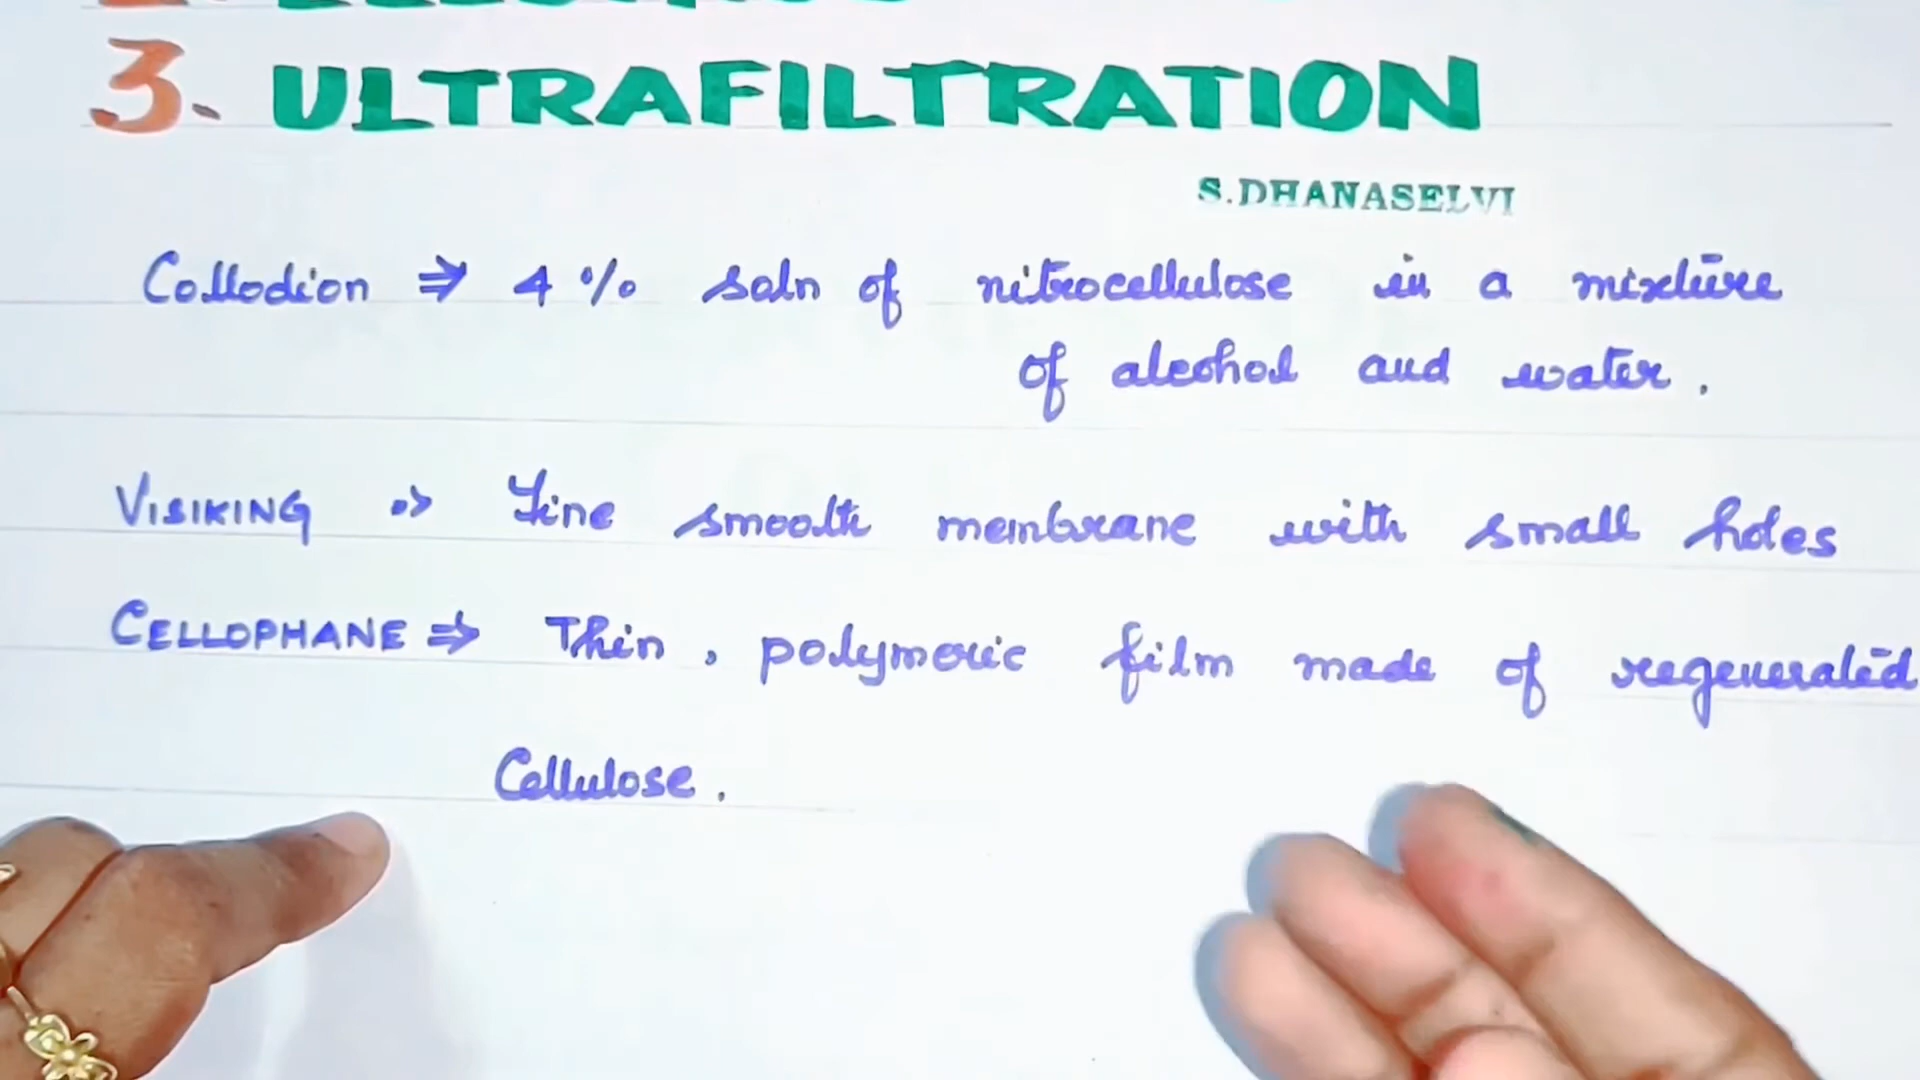 3. ULTRAFILTRATION
S.DHANASELVI
Collodion ⇒ 4% soln of nitrocellulose in a mixture
of alcohol and water.
VISIKING ⇒ Fine smooth membrane with small holes
CELLOPHANE ⇒ Thin, polymeric film made of regenerated
Cellulose.